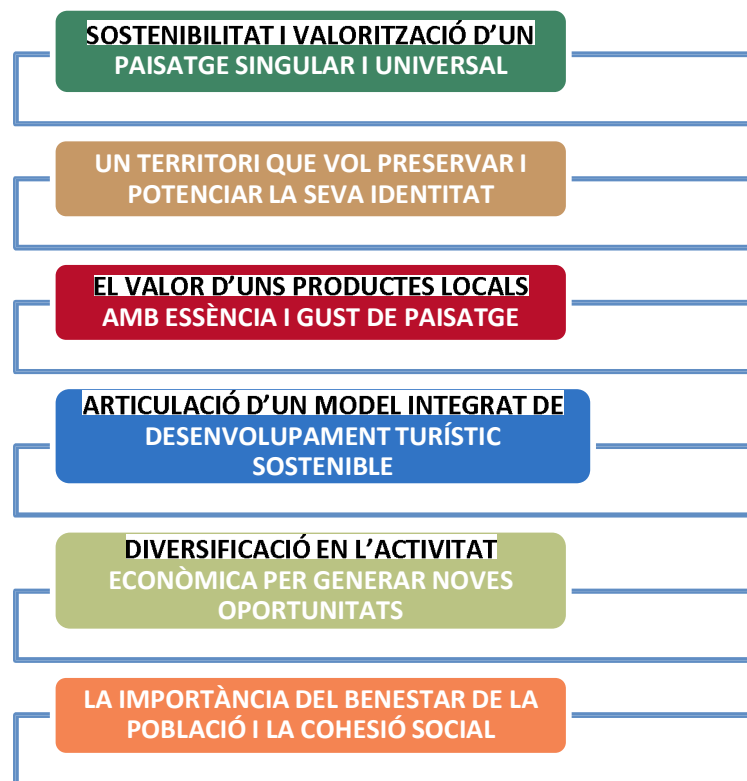 SOSTENIBILITAT I VALORITZACIÓ D'UN
PAISATGE SINGULAR I UNIVERSAL
UN TERRITORI QUE VOL PRESERVAR I
POTENCIAR LA SEVA IDENTITAT
EL VALOR D'UNS PRODUCTES LOCALS
AMB ESSÈNCIA I GUST DE PAISATGE
ARTICULACIÓ D'UN MODEL INTEGRAT DE
DESENVOLUPAMENT TURÍSTIC
SOSTENIBLE
DIVERSIFICACIÓ EN L'ACTIVITAT
ECONÒMICA PER GENERAR NOVES
OPORTUNITATS
LA IMPORTÀNCIA DEL BENESTAR DE LA
POBLACIÓ I LA COHESIÓ SOCIAL